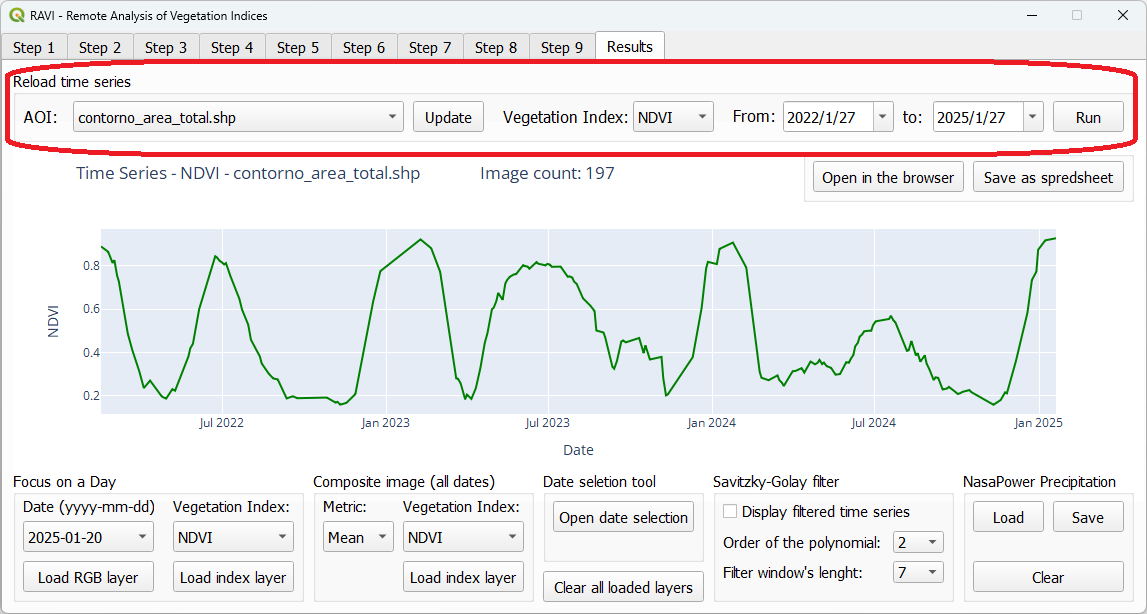 RAVI - Remote Analysis of Vegetation Indices
Step 1 Step 2 Step 3 Step 4 Step 5 Step 6 Step 7 Step 8 Step 9 Results
Reload time series
AOI: contorno_area_total.shp Update Vegetation Index: NDVI From: 2022/1/27 to: 2025/1/27 Run
Time Series - NDVI - contorno_area_total.shp Image count: 197 Open in the browser Save as spredsheet
0.8
0.6
NDVI
0.4
0.2
Jul 2022 Jan 2023 Jul 2023 Jan 2024 Jul 2024 Jan 2025
Date
Focus on a Day Composite image (all dates) Date seletion tool Savitzky-Golay filter NasaPower Precipitation
Date (yyyy-mm-dd) Vegetation Index: Metric: Vegetation Index: Open date selection Display filtered time series Load Save
2025-01-20 NDVI Mean NDVI Order of the polynomial: 2
Load RGB layer Load index layer Load index layer Clear all loaded layers Filter window's lenght: 7 Clear